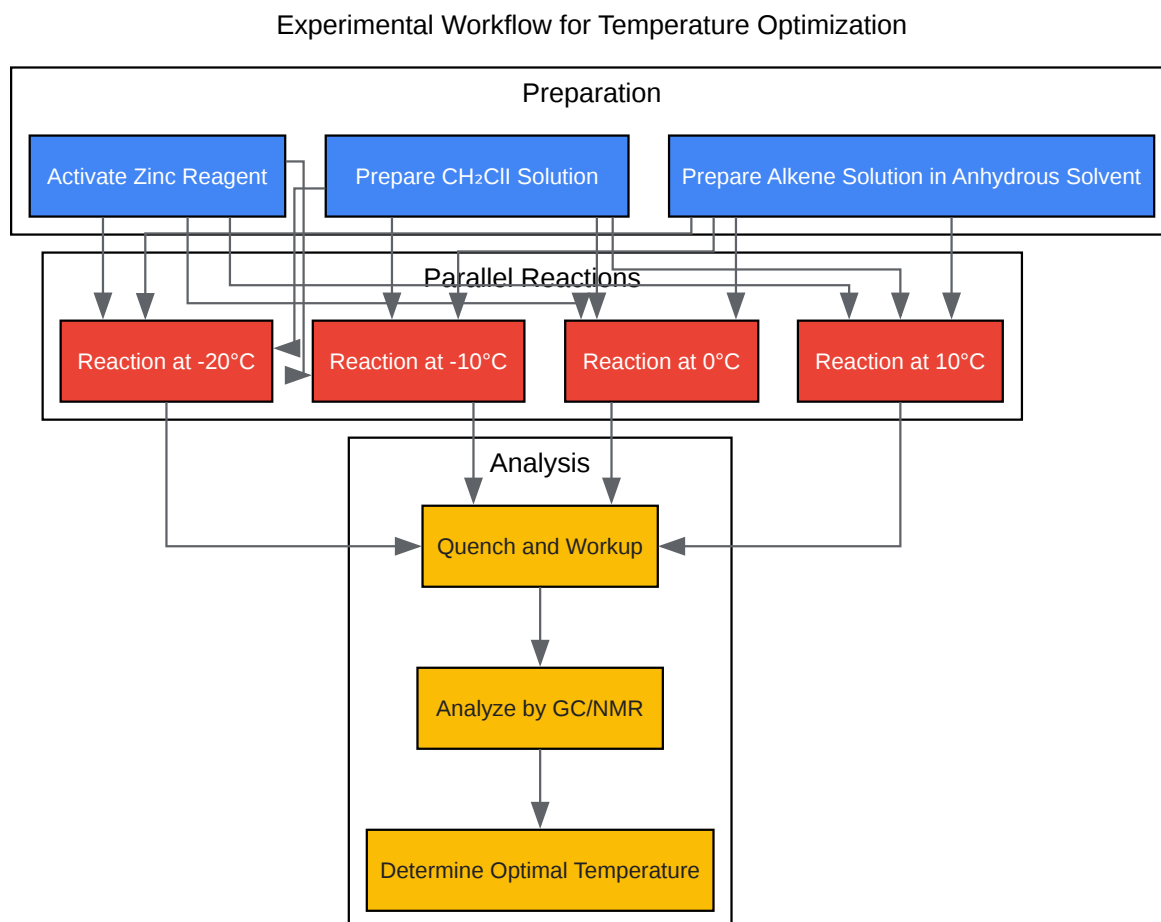 Experimental Workflow for Temperature Optimization
Preparation
Activate Zinc Reagent
Prepare CH₂ClI Solution
Prepare Alkene Solution in Anhydrous Solvent
Parallel Reactions
Reaction at -20°C
Reaction at -10°C
Reaction at 0°C
Reaction at 10°C
Analysis
Quench and Workup
Analyze by GC/NMR
Determine Optimal Temperature